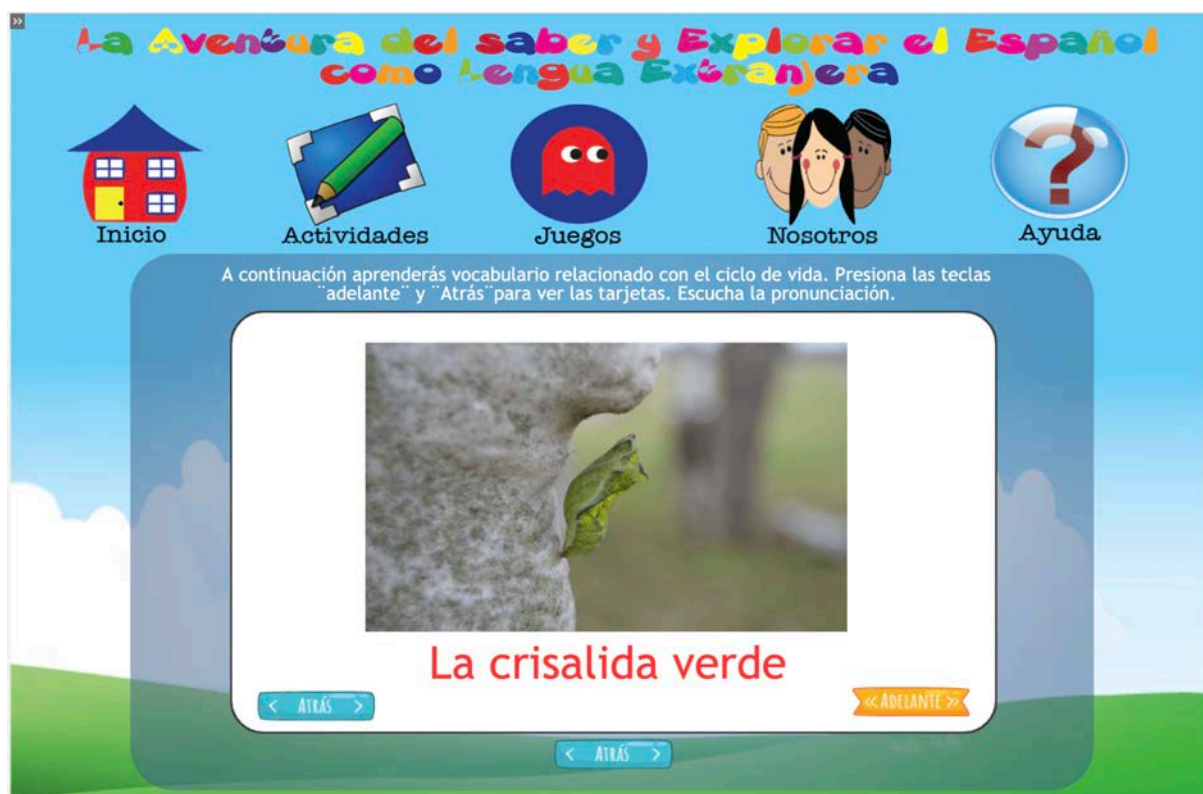 La Aventura del saber y Explorar el Español
como Lengua Extranjera
Inicio
Actividades
Juegos
Nosotros
Ayuda
A continuación aprenderás vocabulario relacionado con el ciclo de vida. Presiona las teclas
¨adelante¨ y ¨Atrás¨para ver las tarjetas. Escucha la pronunciación.
La crisalida verde
< ATRÁS >
« ADELANTE »
< ATRÁS >